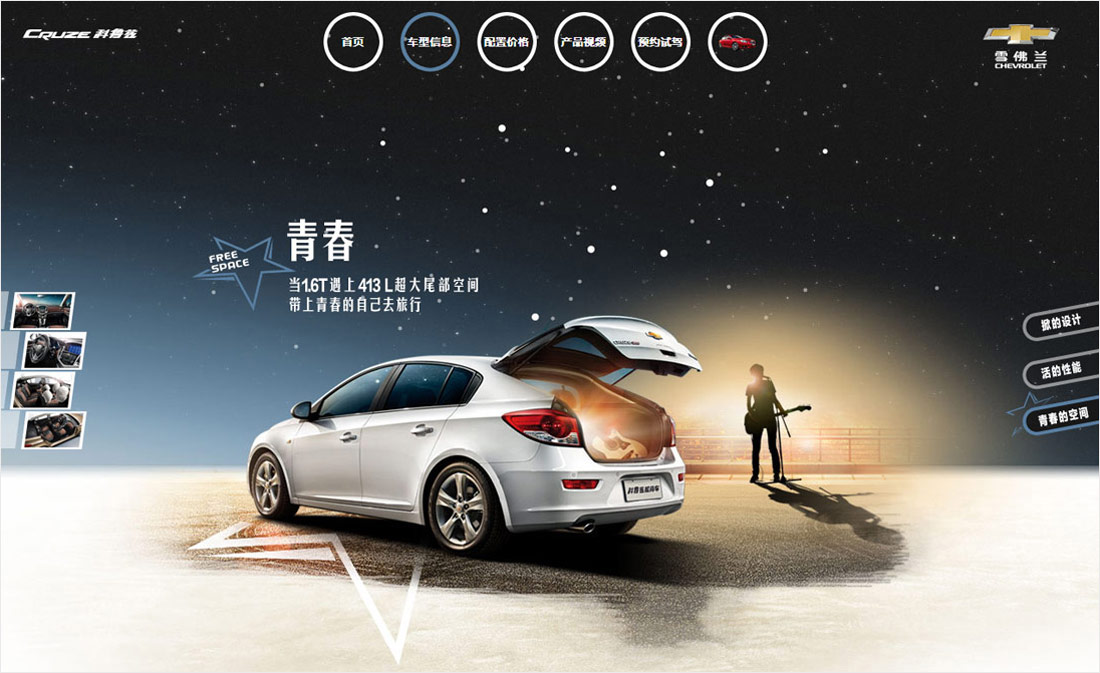 CRUZE 科鲁兹
首页
车型信息
配置价格
产品视频
预约试驾
雪佛兰
CHEVROLET
FREE
SPACE
青春
当1.6T遇上413L超大尾部空间
带上青春的自己去旅行
掀的设计
活的性能
青春的空间
CRUZE
科鲁兹掀背车